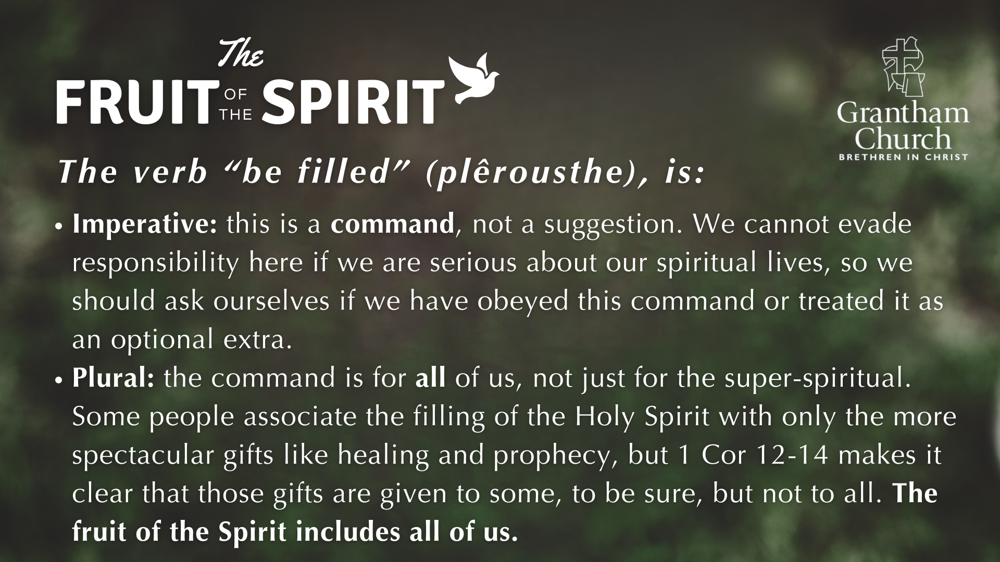 The
FRUIT OF THE SPIRIT
Grantham
Church
BRETHREN IN CHRIST
The verb “be filled” (plêrousthe), is:
• Imperative: this is a command, not a suggestion. We cannot evade
responsibility here if we are serious about our spiritual lives, so we
should ask ourselves if we have obeyed this command or treated it as
an optional extra.
• Plural: the command is for all of us, not just for the super-spiritual.
Some people associate the filling of the Holy Spirit with only the more
spectacular gifts like healing and prophecy, but 1 Cor 12-14 makes it
clear that those gifts are given to some, to be sure, but not to all. The
fruit of the Spirit includes all of us.